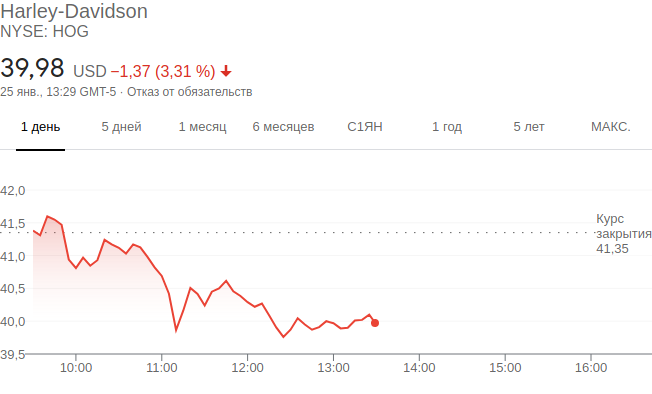 Harley-Davidson
NYSE: HOG
39,98 USD −1,37 (3,31 %)
25 янв., 13:29 GMT-5 · Отказ от обязательств
1 день 5 дней 1 месяц 6 месяцев С1ЯН 1 год 5 лет МАКС.
42,0
41,5
41,0
40,5
40,0
39,5
Курс
закрытия
41,35
10:00 11:00 12:00 13:00 14:00 15:00 16:00